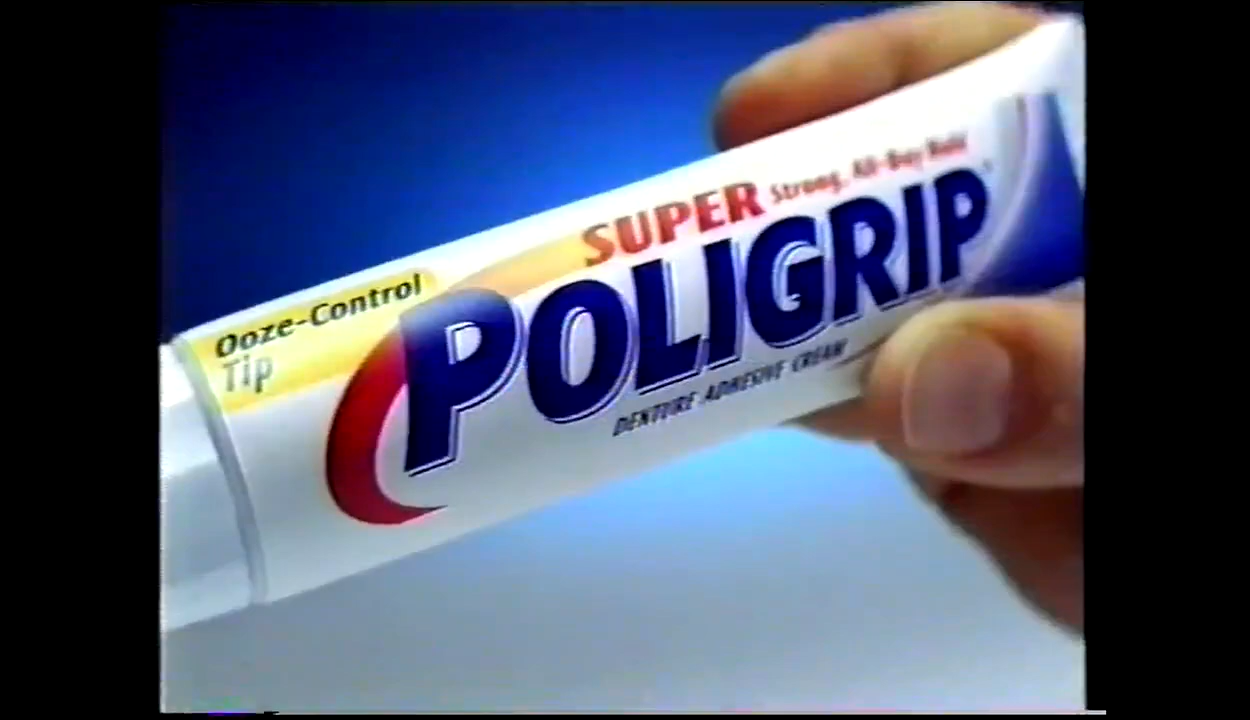 Ooze-Control
Tip
SUPER Strong, All-Day Hold
POLIGRIP
DENTURE ADHESIVE CREAM